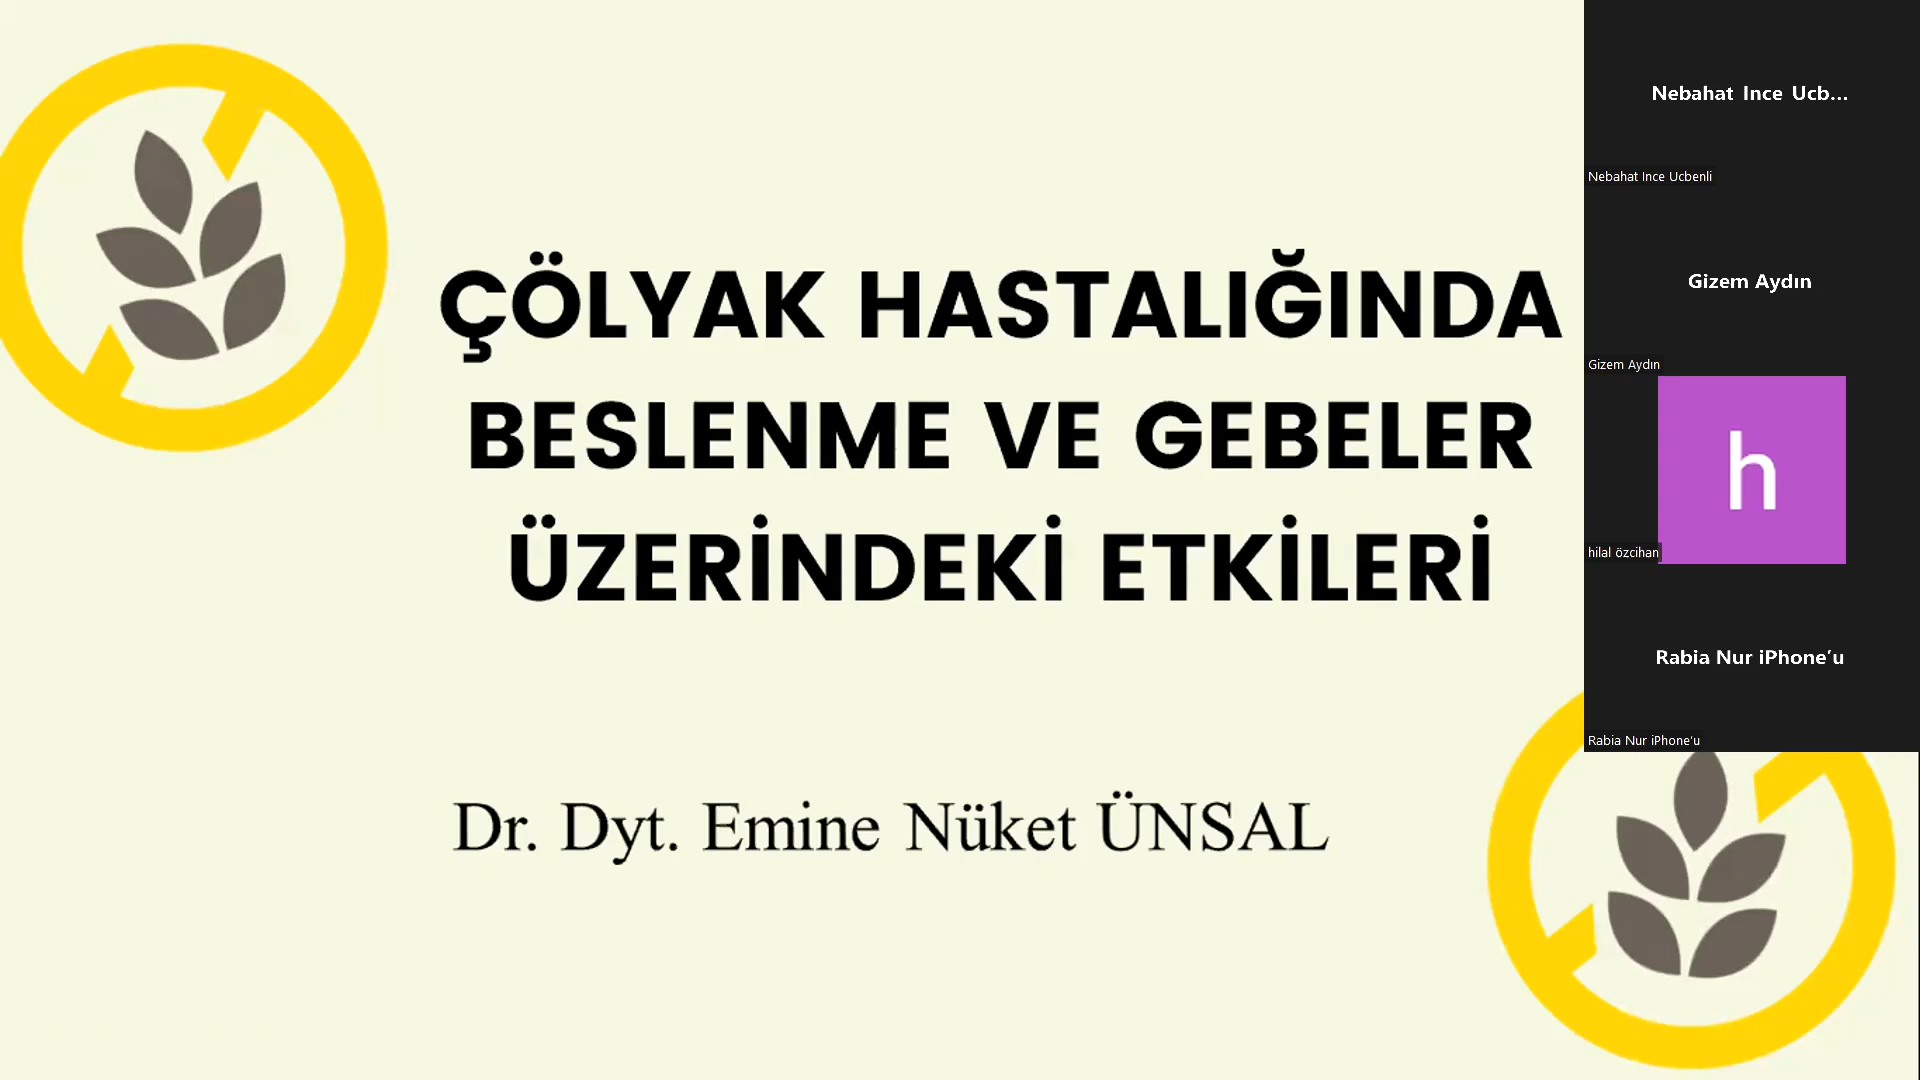 ÇÖLYAK HASTALIĞINDA
BESLENME VE GEBELER
ÜZERİNDEKİ ETKİLERİ
Dr. Dyt. Emine Nüket ÜNSAL
Nebahat Ince Ucb...
Nebahat Ince Ucbenli
Gizem Aydın
Gizem Aydın
h
hilal özcihan
Rabia Nur iPhone'u
Rabia Nur iPhone'u